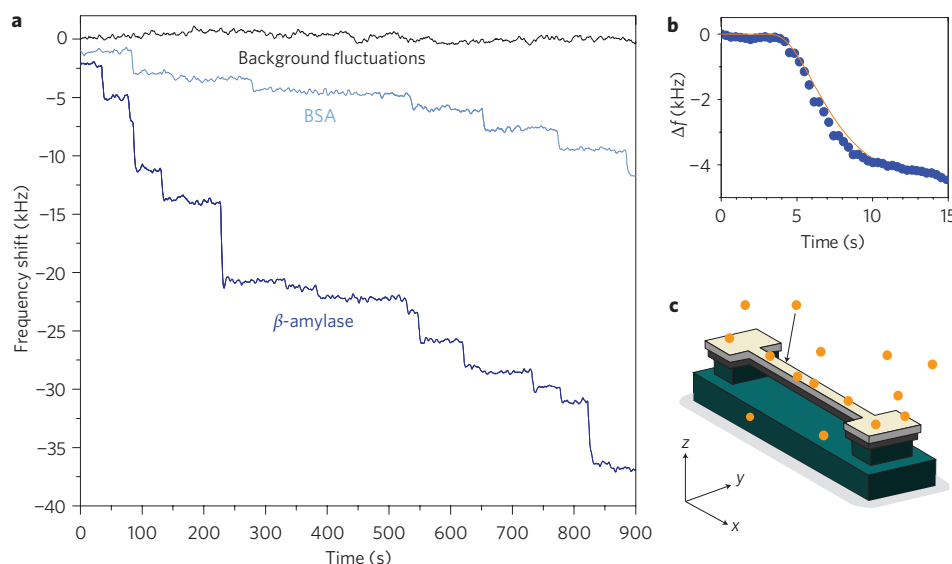 a
0
−5
−10
−15
−20
−25
−30
−35
−40
Frequency shift (kHz)
Background fluctuations
BSA
β-amylase
0 100 200 300 400 500 600 700 800 900
Time (s)
b
0
−2
−4
Δf (kHz)
0 5 10 15
Time (s)
c
z
y
x